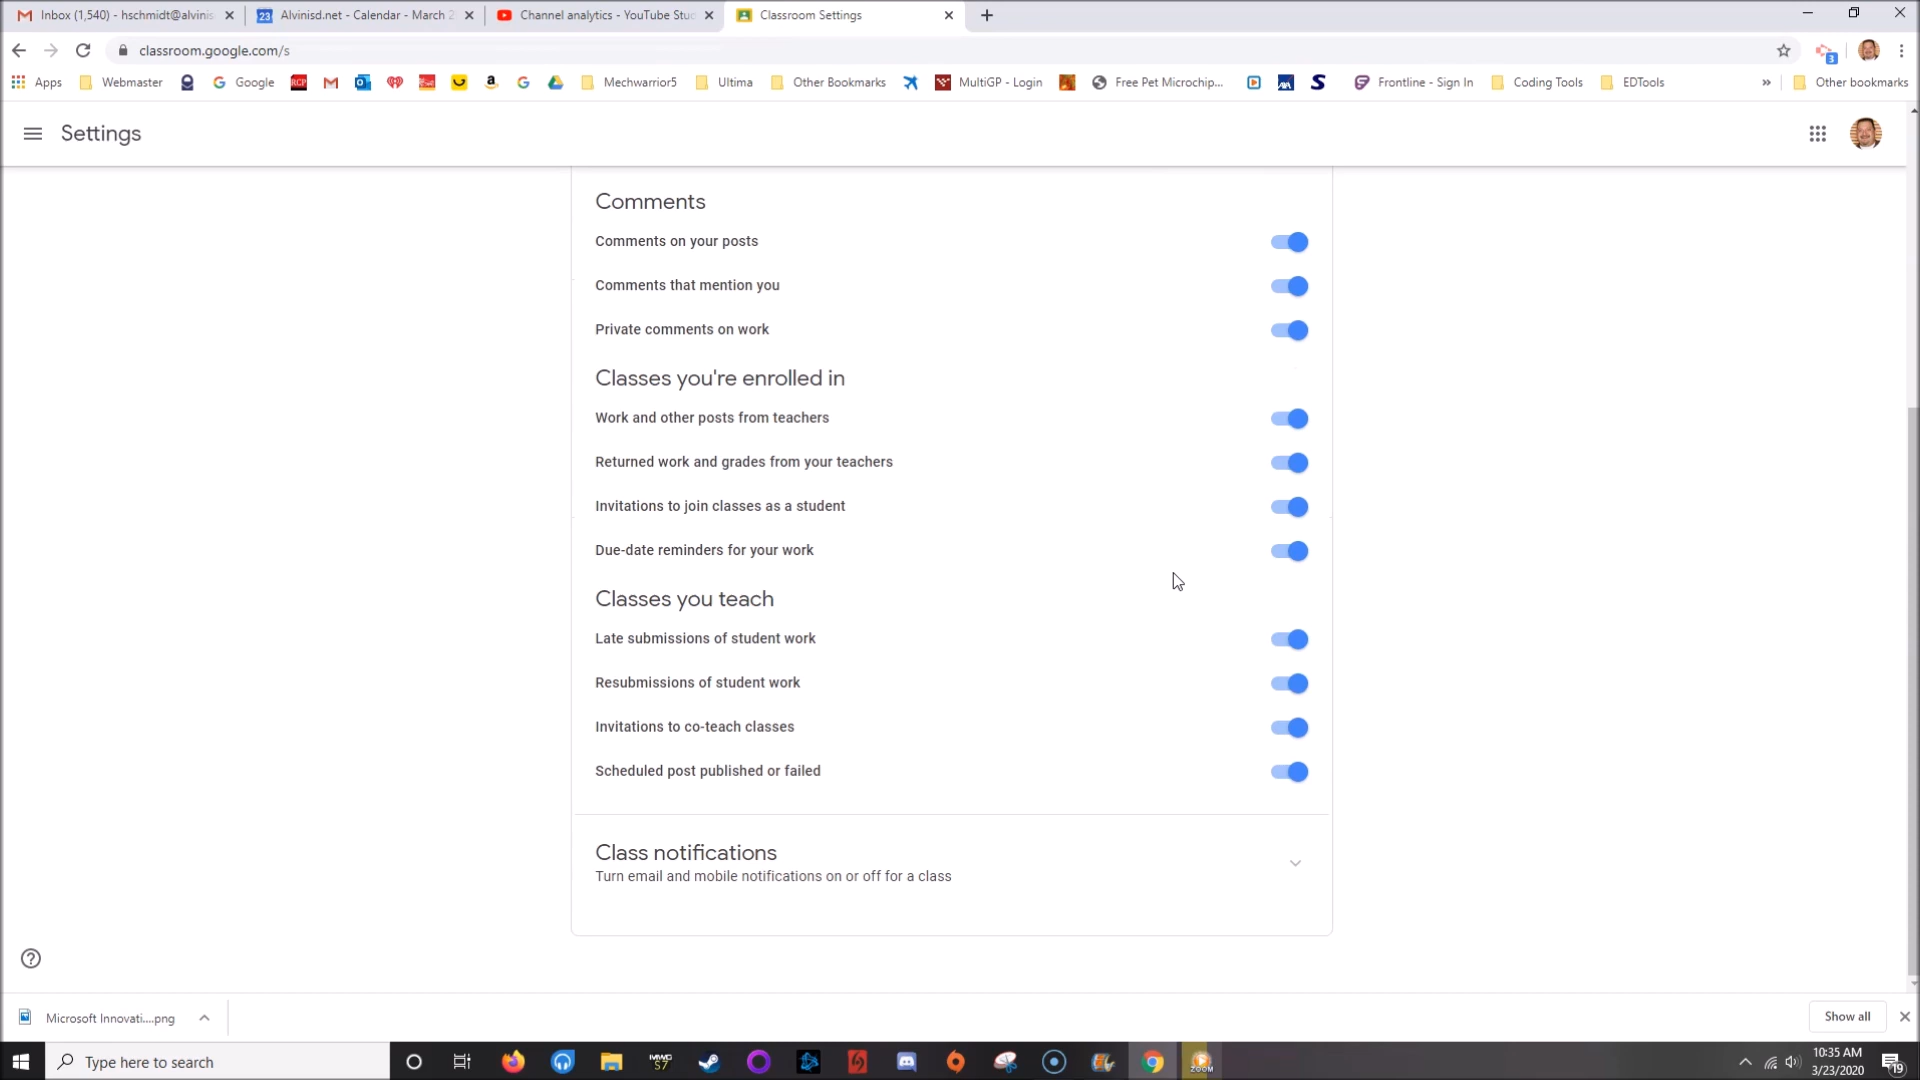 Inbox (1,540) - hschmidt@alvinis
Alvinisd.net - Calendar - March 2
Channel analytics - YouTube Stud
Classroom Settings
classroom.google.com/s
Apps
Webmaster
Google
Mechwarrior5
Ultima
Other Bookmarks
MultiGP - Login
Free Pet Microchip...
Frontline - Sign In
Coding Tools
EDTools
Other bookmarks
Settings
Comments
Comments on your posts
Comments that mention you
Private comments on work
Classes you're enrolled in
Work and other posts from teachers
Returned work and grades from your teachers
Invitations to join classes as a student
Due-date reminders for your work
Classes you teach
Late submissions of student work
Resubmissions of student work
Invitations to co-teach classes
Scheduled post published or failed
Class notifications
Turn email and mobile notifications on or off for a class
Microsoft Innovati....png
Show all
Type here to search
ZOOM
10:35 AM
3/23/2020
19